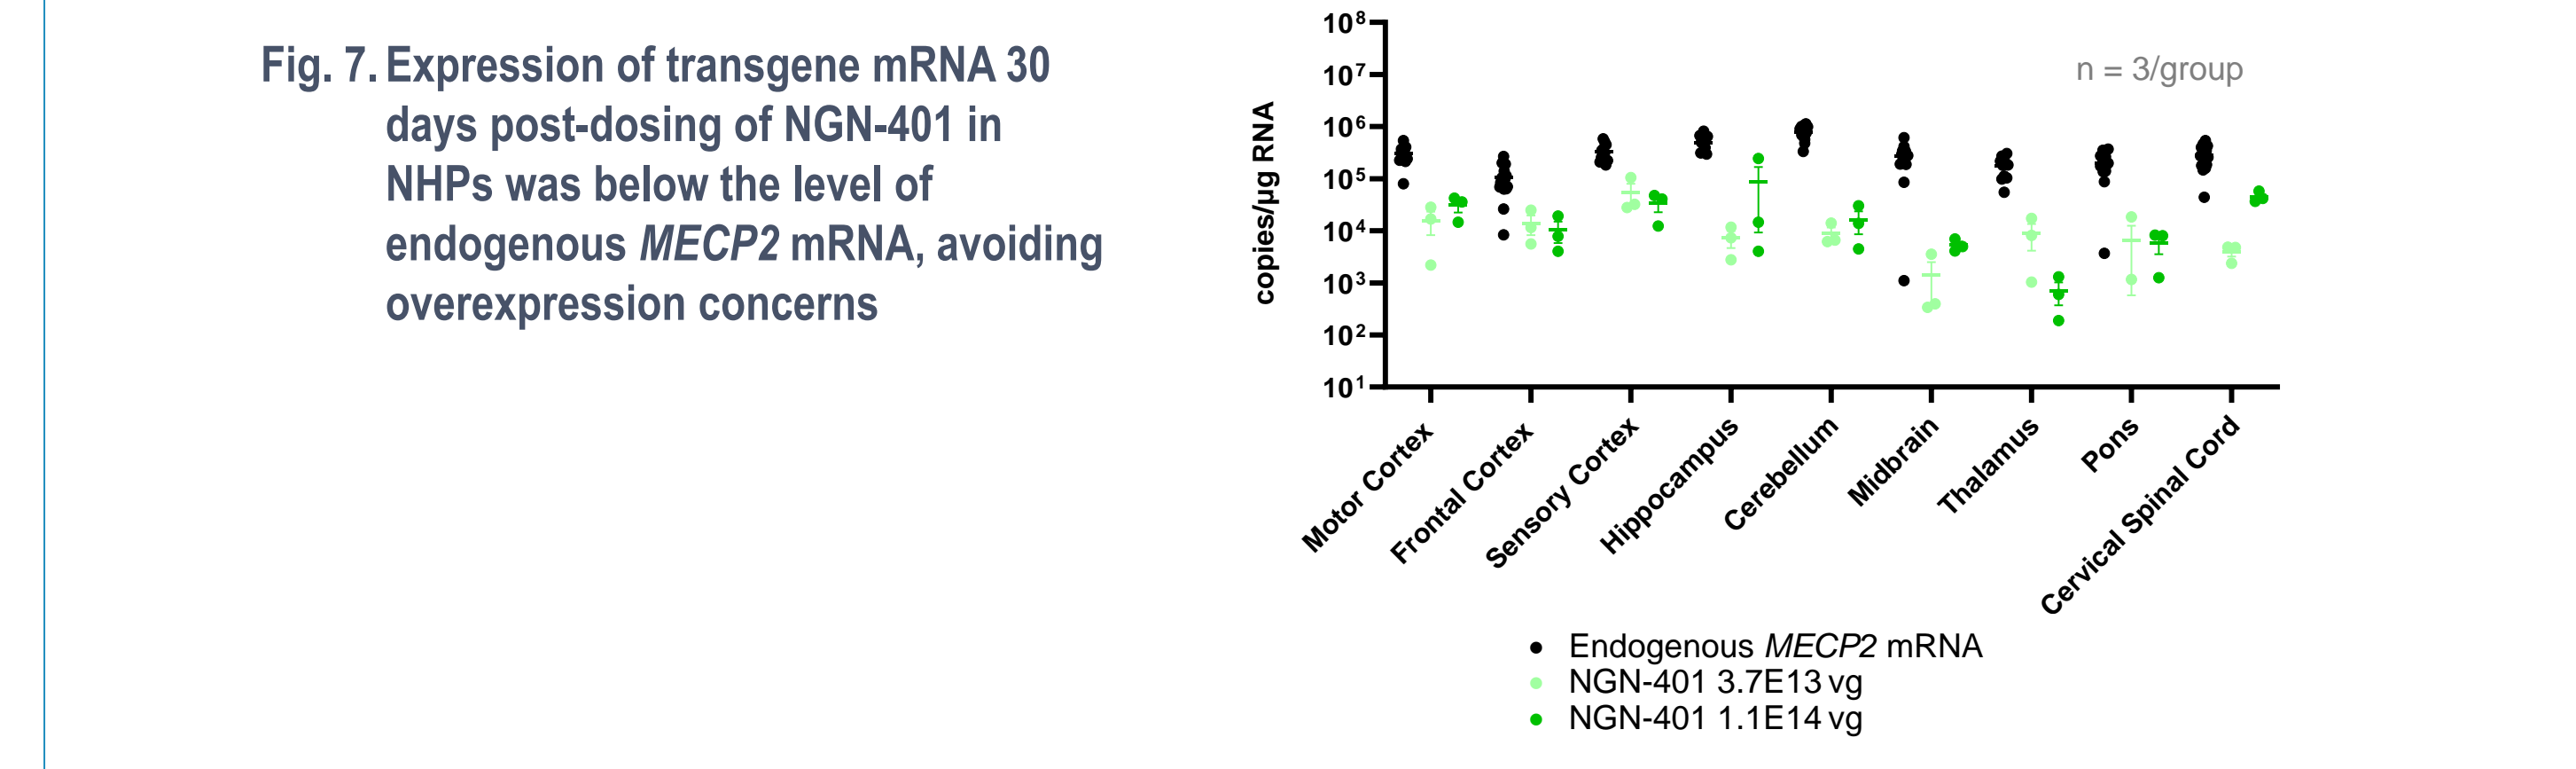 Fig. 7. Expression of transgene mRNA 30
days post-dosing of NGN-401 in
NHPs was below the level of
endogenous MECP2 mRNA, avoiding
overexpression concerns
n = 3/group
copies/µg RNA
10⁸
10⁷
10⁶
10⁵
10⁴
10³
10²
10¹
Motor Cortex
Frontal Cortex
Sensory Cortex
Hippocampus
Cerebellum
Midbrain
Thalamus
Pons
Cervical Spinal Cord
Endogenous MECP2 mRNA
NGN-401 3.7E13 vg
NGN-401 1.1E14 vg